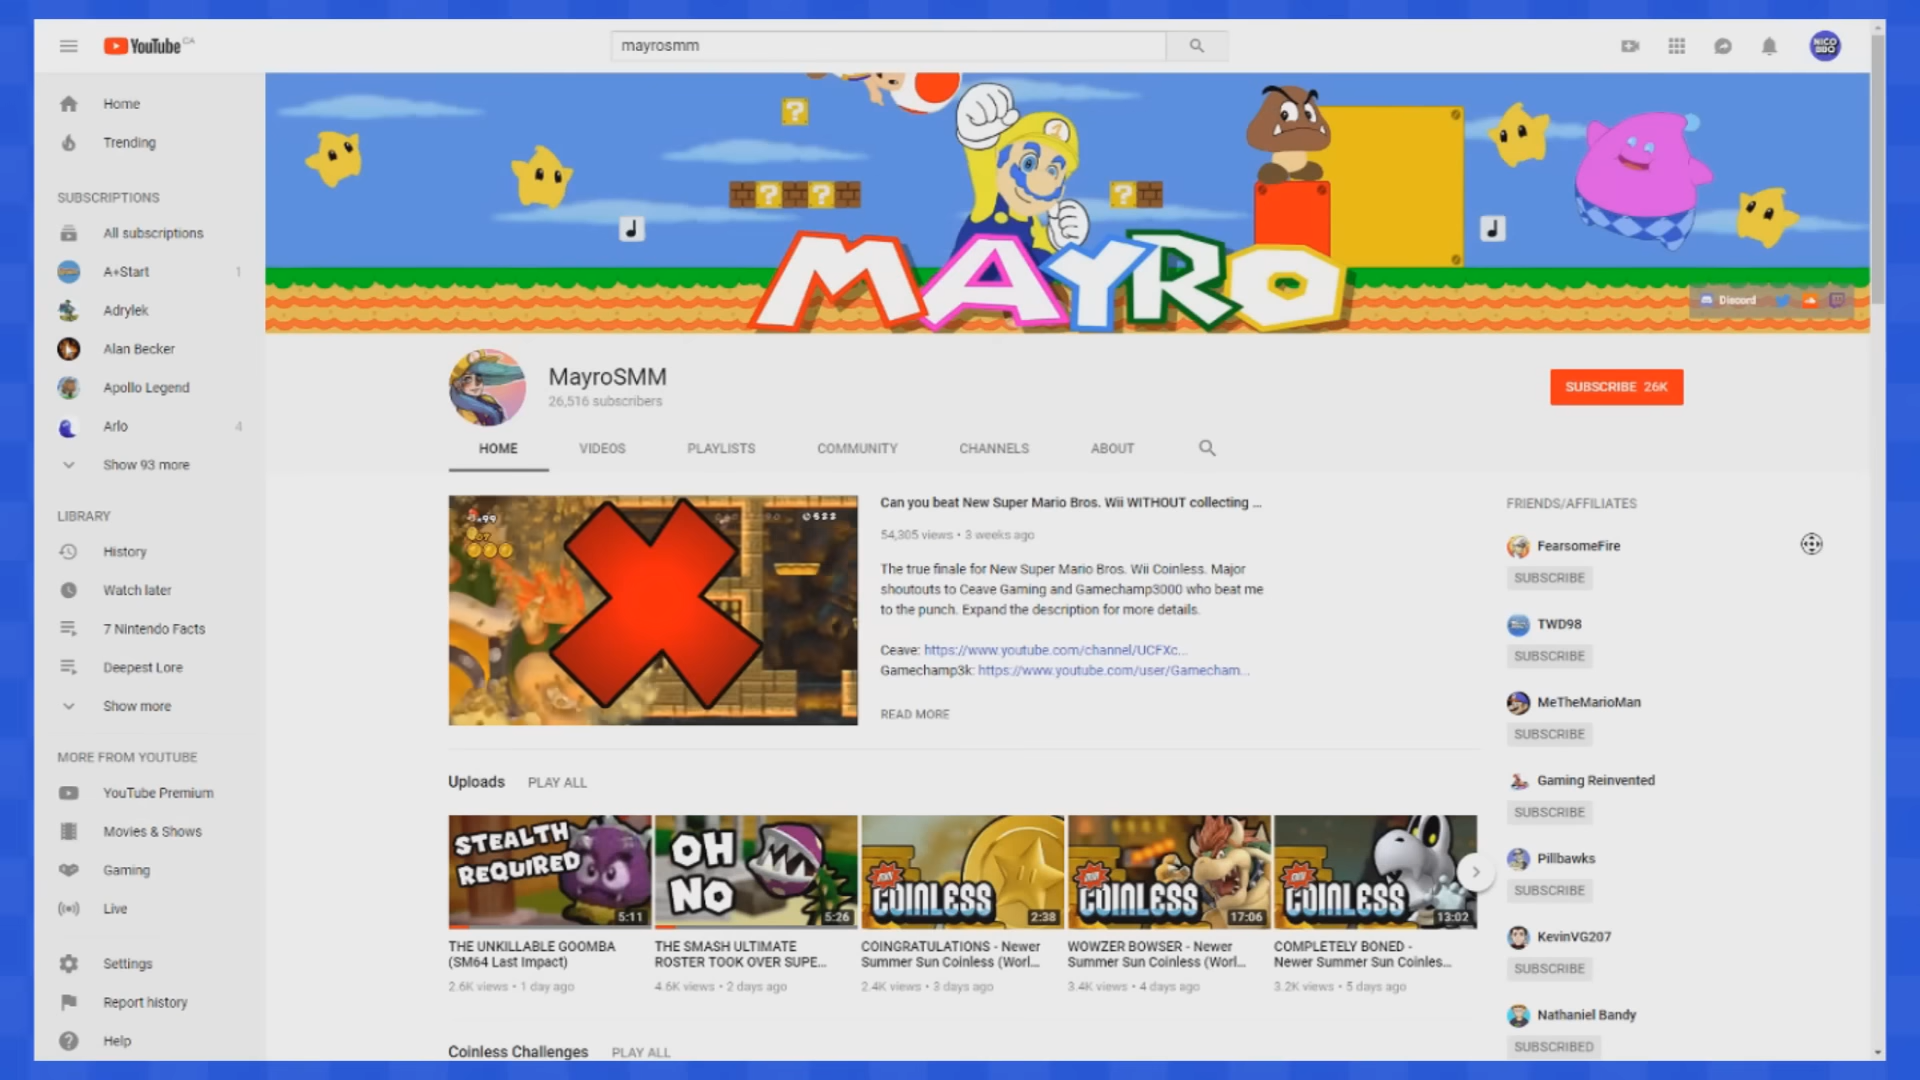 YouTube CA
mayrosmm
NICO
BBO
Home
Trending
SUBSCRIPTIONS
All subscriptions
A+Start 1
Adrylek
Alan Becker
Apollo Legend
Arlo 4
Show 93 more
LIBRARY
History
Watch later
7 Nintendo Facts
Deepest Lore
Show more
MORE FROM YOUTUBE
YouTube Premium
Movies & Shows
Gaming
Live
Settings
Report history
Help
MAYRO
Discord
MayroSMM
26,516 subscribers
SUBSCRIBE 26K
HOME VIDEOS PLAYLISTS COMMUNITY CHANNELS ABOUT
Can you beat New Super Mario Bros. Wii WITHOUT collecting ...
54,305 views • 3 weeks ago
The true finale for New Super Mario Bros. Wii Coinless. Major
shoutouts to Ceave Gaming and Gamechamp3000 who beat me
to the punch. Expand the description for more details.
Ceave: https://www.youtube.com/channel/UCFXc...
Gamechamp3k: https://www.youtube.com/user/Gamecham...
READ MORE
Uploads PLAY ALL
STEALTH
REQUIRED
5:11
THE UNKILLABLE GOOMBA
(SM64 Last Impact)
2.6K views • 1 day ago
OH
NO
5:26
THE SMASH ULTIMATE
ROSTER TOOK OVER SUPE...
4.6K views • 2 days ago
COINLESS
2:38
COINGRATULATIONS - Newer
Summer Sun Coinless (Worl...
2.4K views • 3 days ago
COINLESS
17:06
WOWZER BOWSER - Newer
Summer Sun Coinless (Worl...
3.4K views • 4 days ago
COINLESS
13:02
COMPLETELY BONED -
Newer Summer Sun Coinles...
3.2K views • 5 days ago
Coinless Challenges PLAY ALL
FRIENDS/AFFILIATES
FearsomeFire
SUBSCRIBE
TWD98
SUBSCRIBE
MeTheMarioMan
SUBSCRIBE
Gaming Reinvented
SUBSCRIBE
Pillbawks
SUBSCRIBE
KevinVG207
SUBSCRIBE
Nathaniel Bandy
SUBSCRIBED